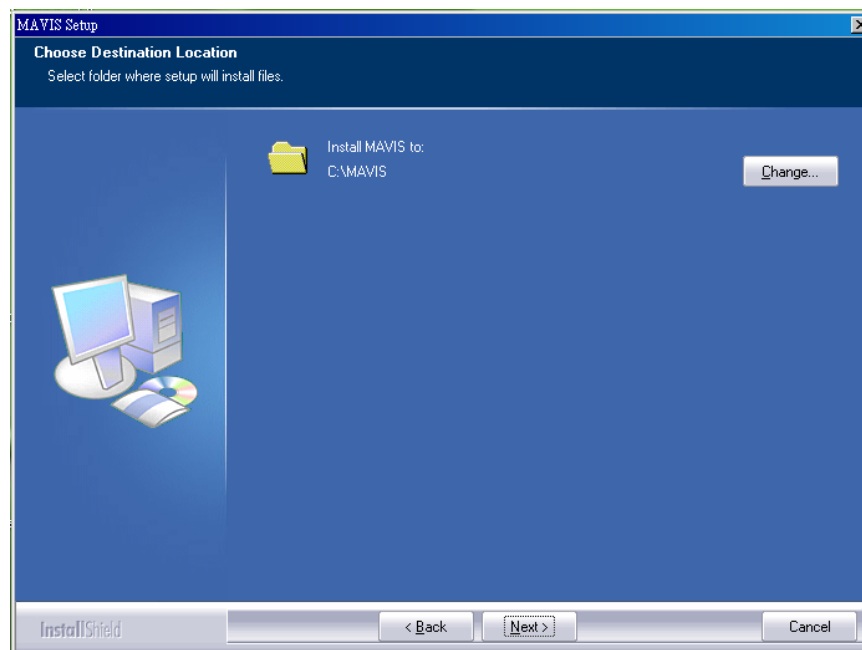 MAVIS Setup
Choose Destination Location
Select folder where setup will install files.
Install MAVIS to:
C:\MAVIS
Change...
InstallShield
< Back
Next >
Cancel